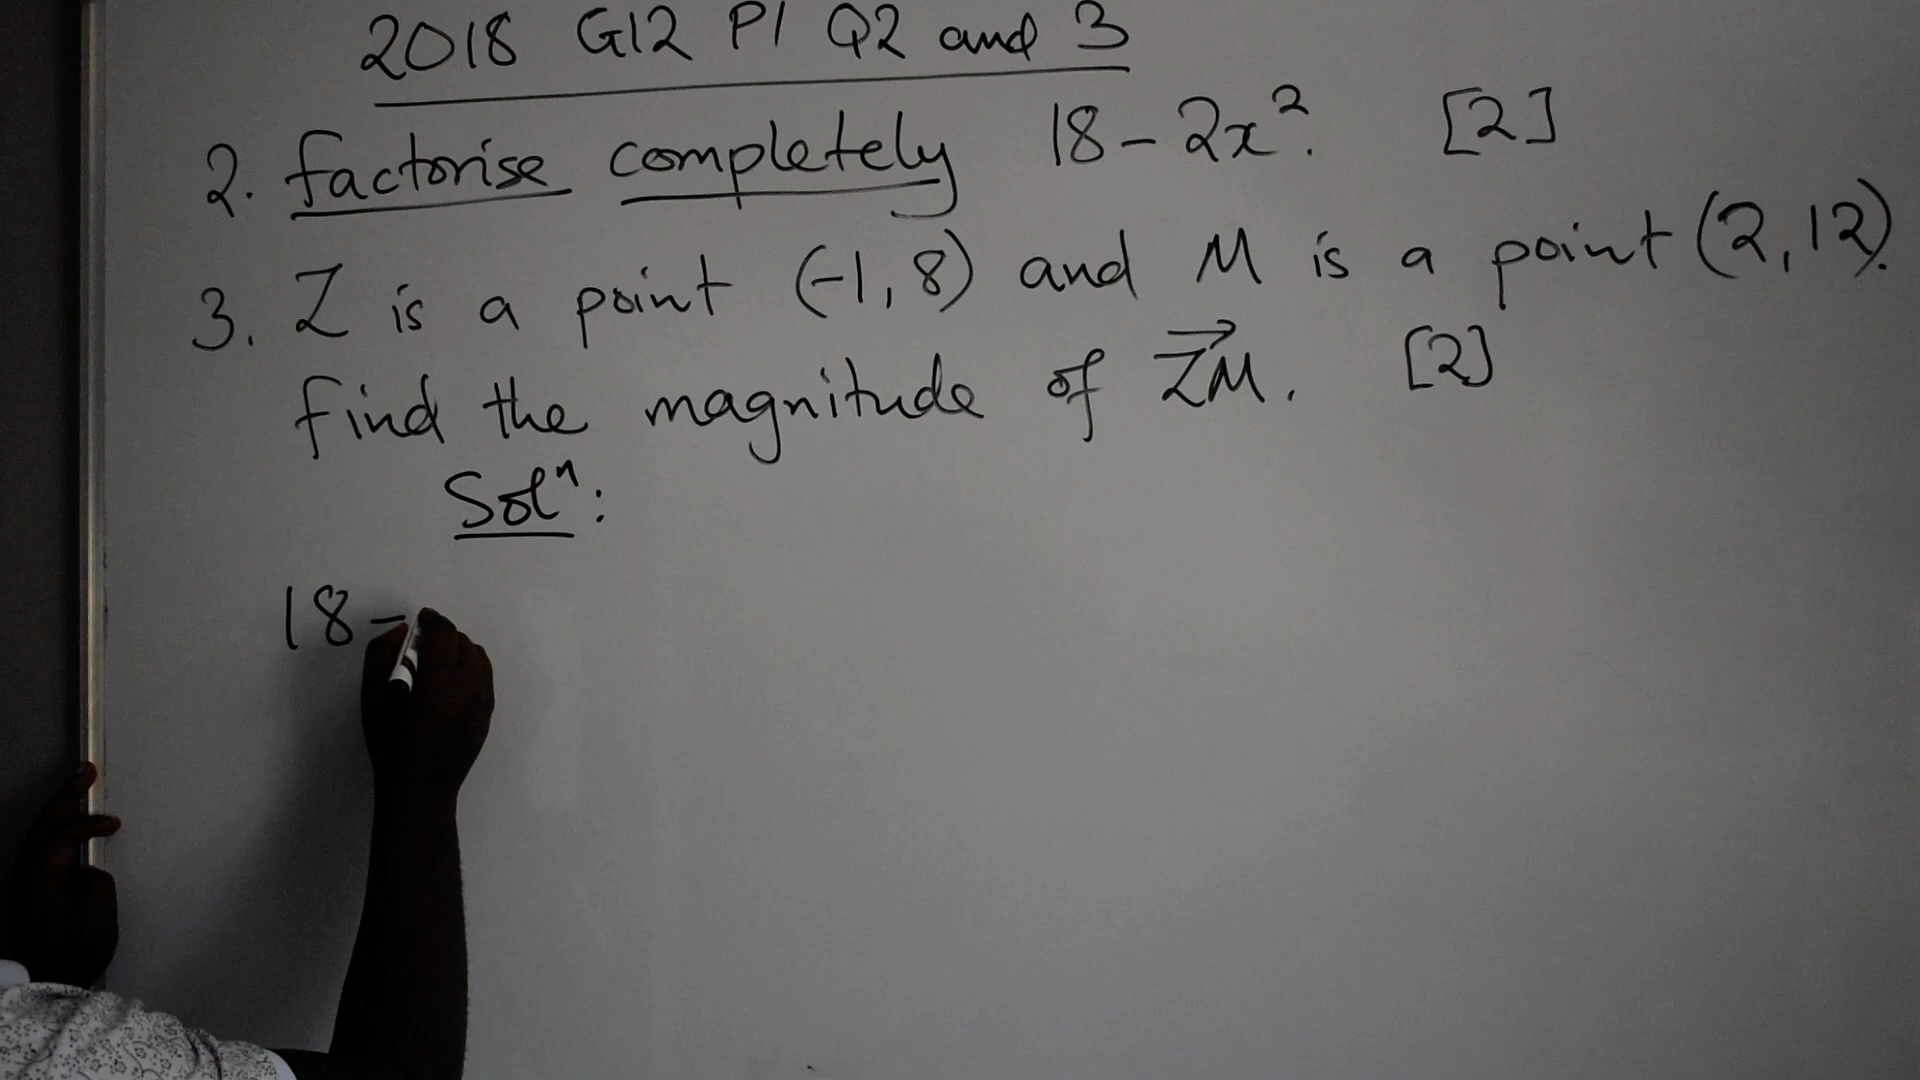 2018 G12 P1 Q2 and 3
2. factorise completely 18 - 2x². [2]
3. Z is a point (-1, 8) and M is a point (2, 12).
find the magnitude of \overrightarrow{ZM}. [2]
Solⁿ:
18 -